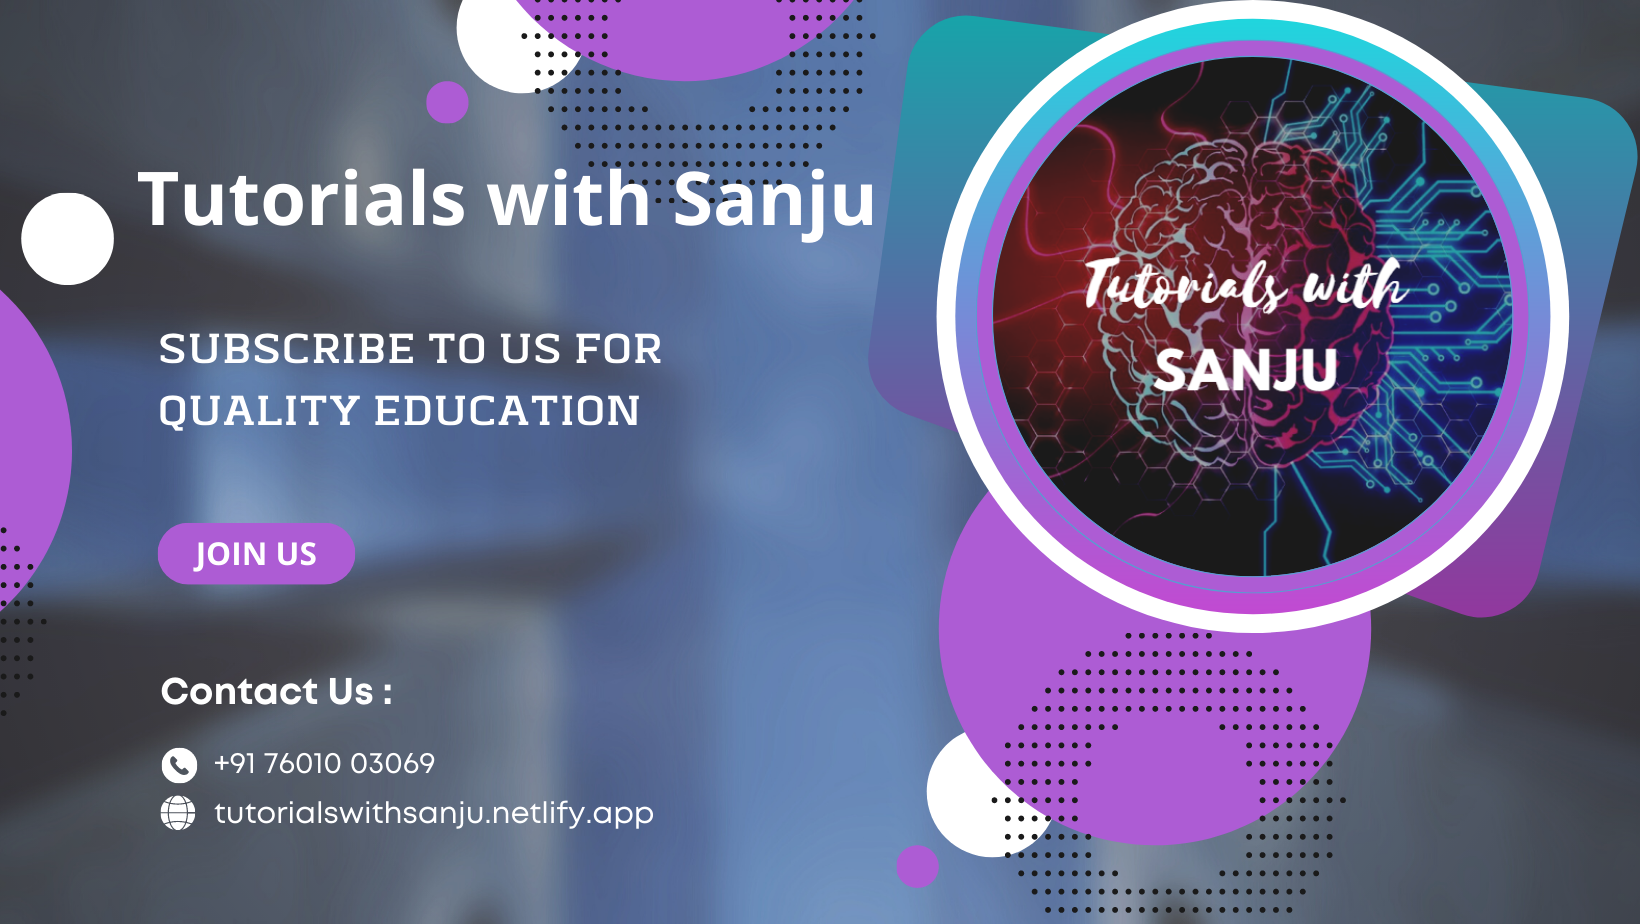 Tutorials with Sanju
SUBSCRIBE TO US FOR
QUALITY EDUCATION
JOIN US
Contact Us :
+91 76010 03069
tutorialswithsanju.netlify.app
Tutorials with
SANJU